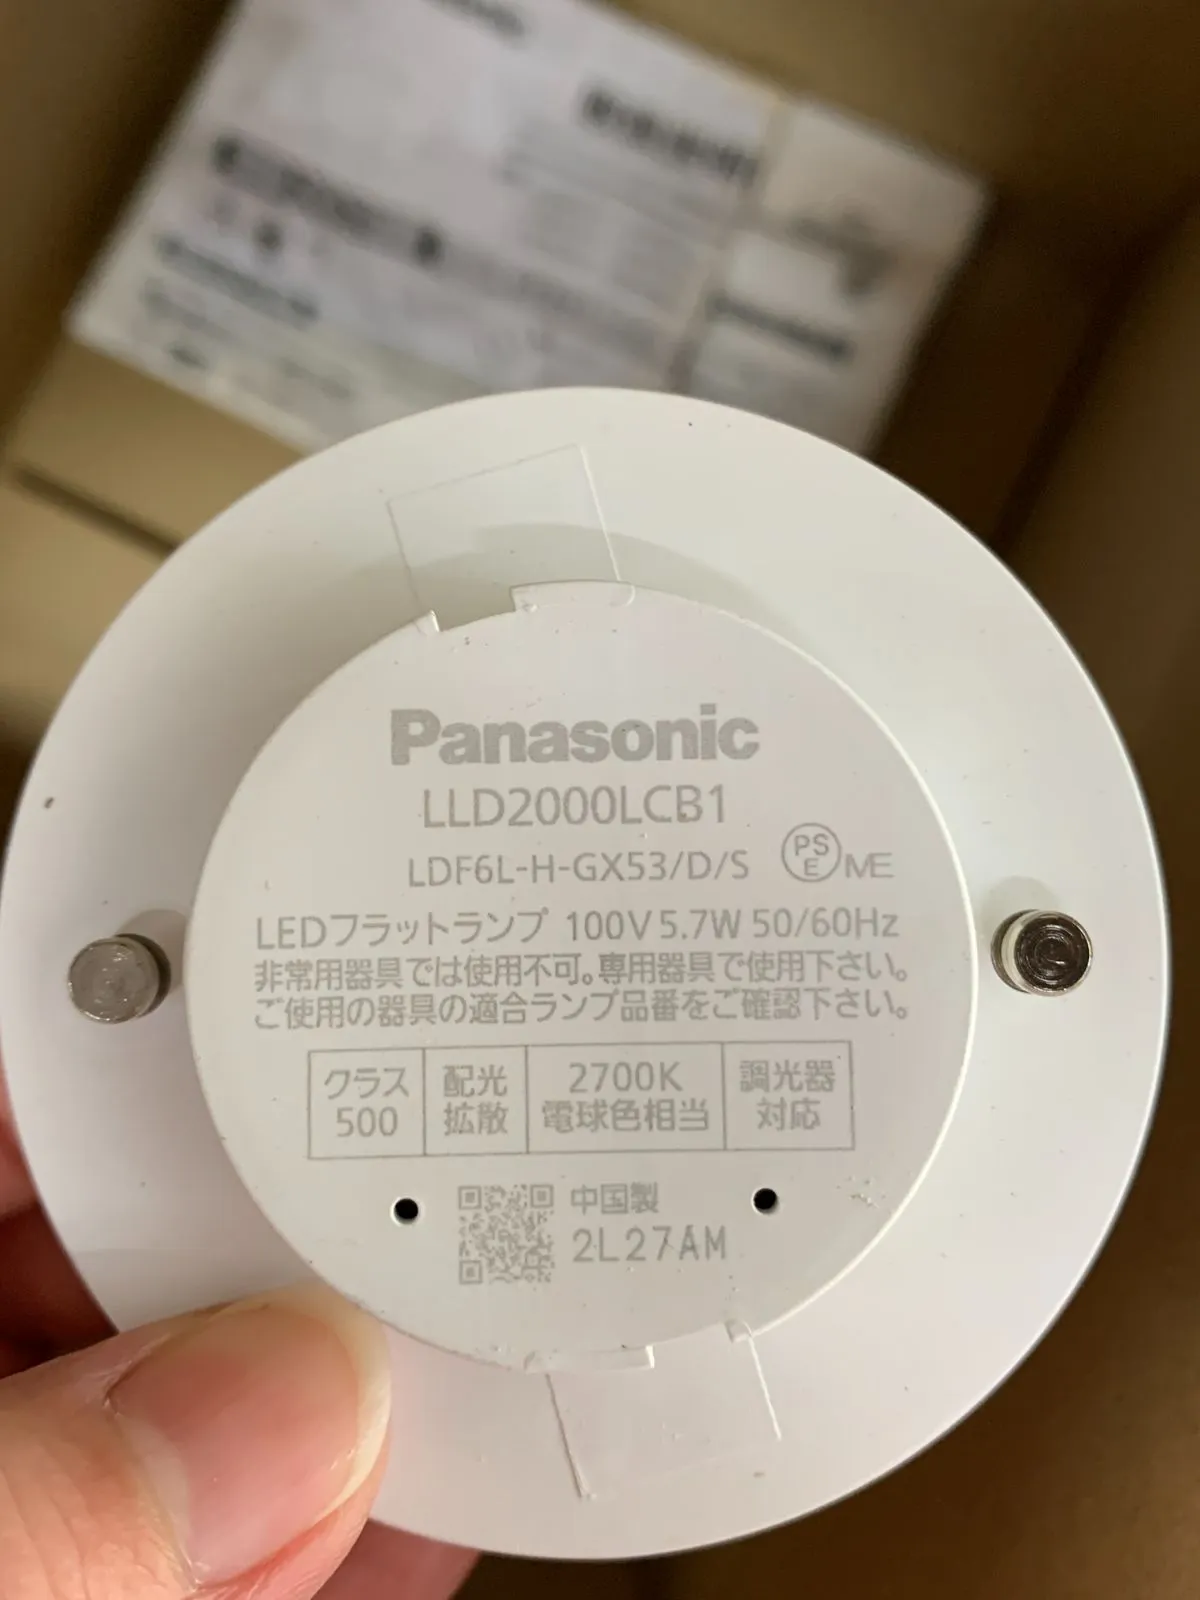 Panasonic
LLD2000LCB1
LDF6L-H-GX53/D/S PS E ME
LEDフラットランプ 100V 5.7W 50/60Hz
非常用器具では使用不可。専用器具で使用下さい。
ご使用の器具の適合ランプ品番をご確認下さい。
クラス 配光 2700K 調光器
500 拡散 電球色相当 対応
中国製
2L27AM